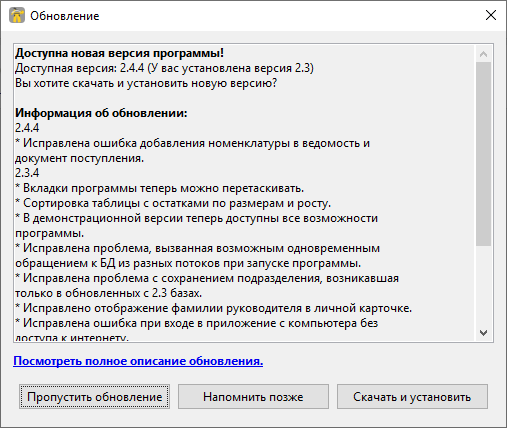 Обновление
Доступна новая версия программы!
Доступная версия: 2.4.4 (У вас установлена версия 2.3)
Вы хотите скачать и установить новую версию?
Информация об обновлении:
2.4.4
* Исправлена ошибка добавления номенклатуры в ведомость и
документ поступления.
2.3.4
* Вкладки программы теперь можно перетаскивать.
* Сортировка таблицы с остатками по размерам и росту.
* В демонстрационной версии теперь доступны все возможности
программы.
* Исправлена проблема, вызванная возможным одновременным
обращением к БД из разных потоков при запуске программы.
* Исправлена проблема с сохранением подразделения, возникавшая
только в обновленных с 2.3 базах.
* Исправлено отображение фамилии руководителя в личной карточке.
* Исправлена ошибка при входе в приложение с компьютера без
доступа к интернету.
Посмотреть полное описание обновления.
Пропустить обновление
Напомнить позже
Скачать и установить